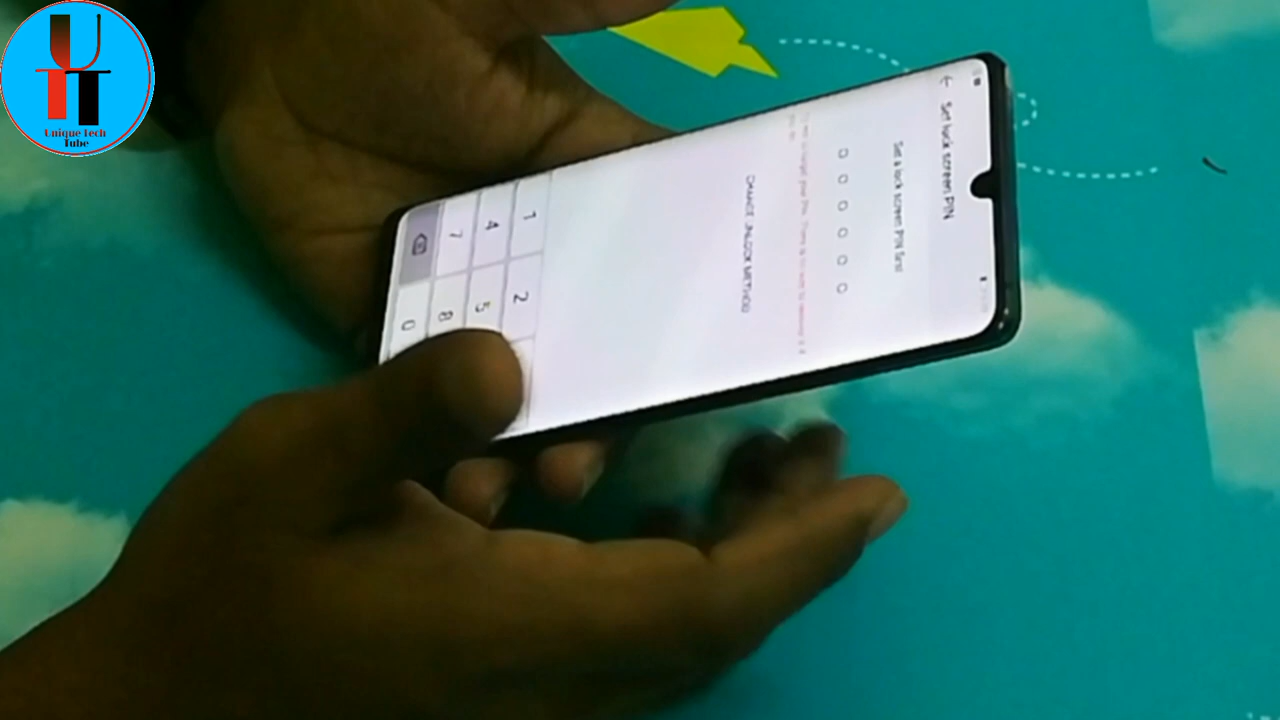 Unique Tech
Tube
Set lock screen PIN
Set a lock screen PIN first
CHANGE UNLOCK METHOD
1
2
4
5
7
8
0